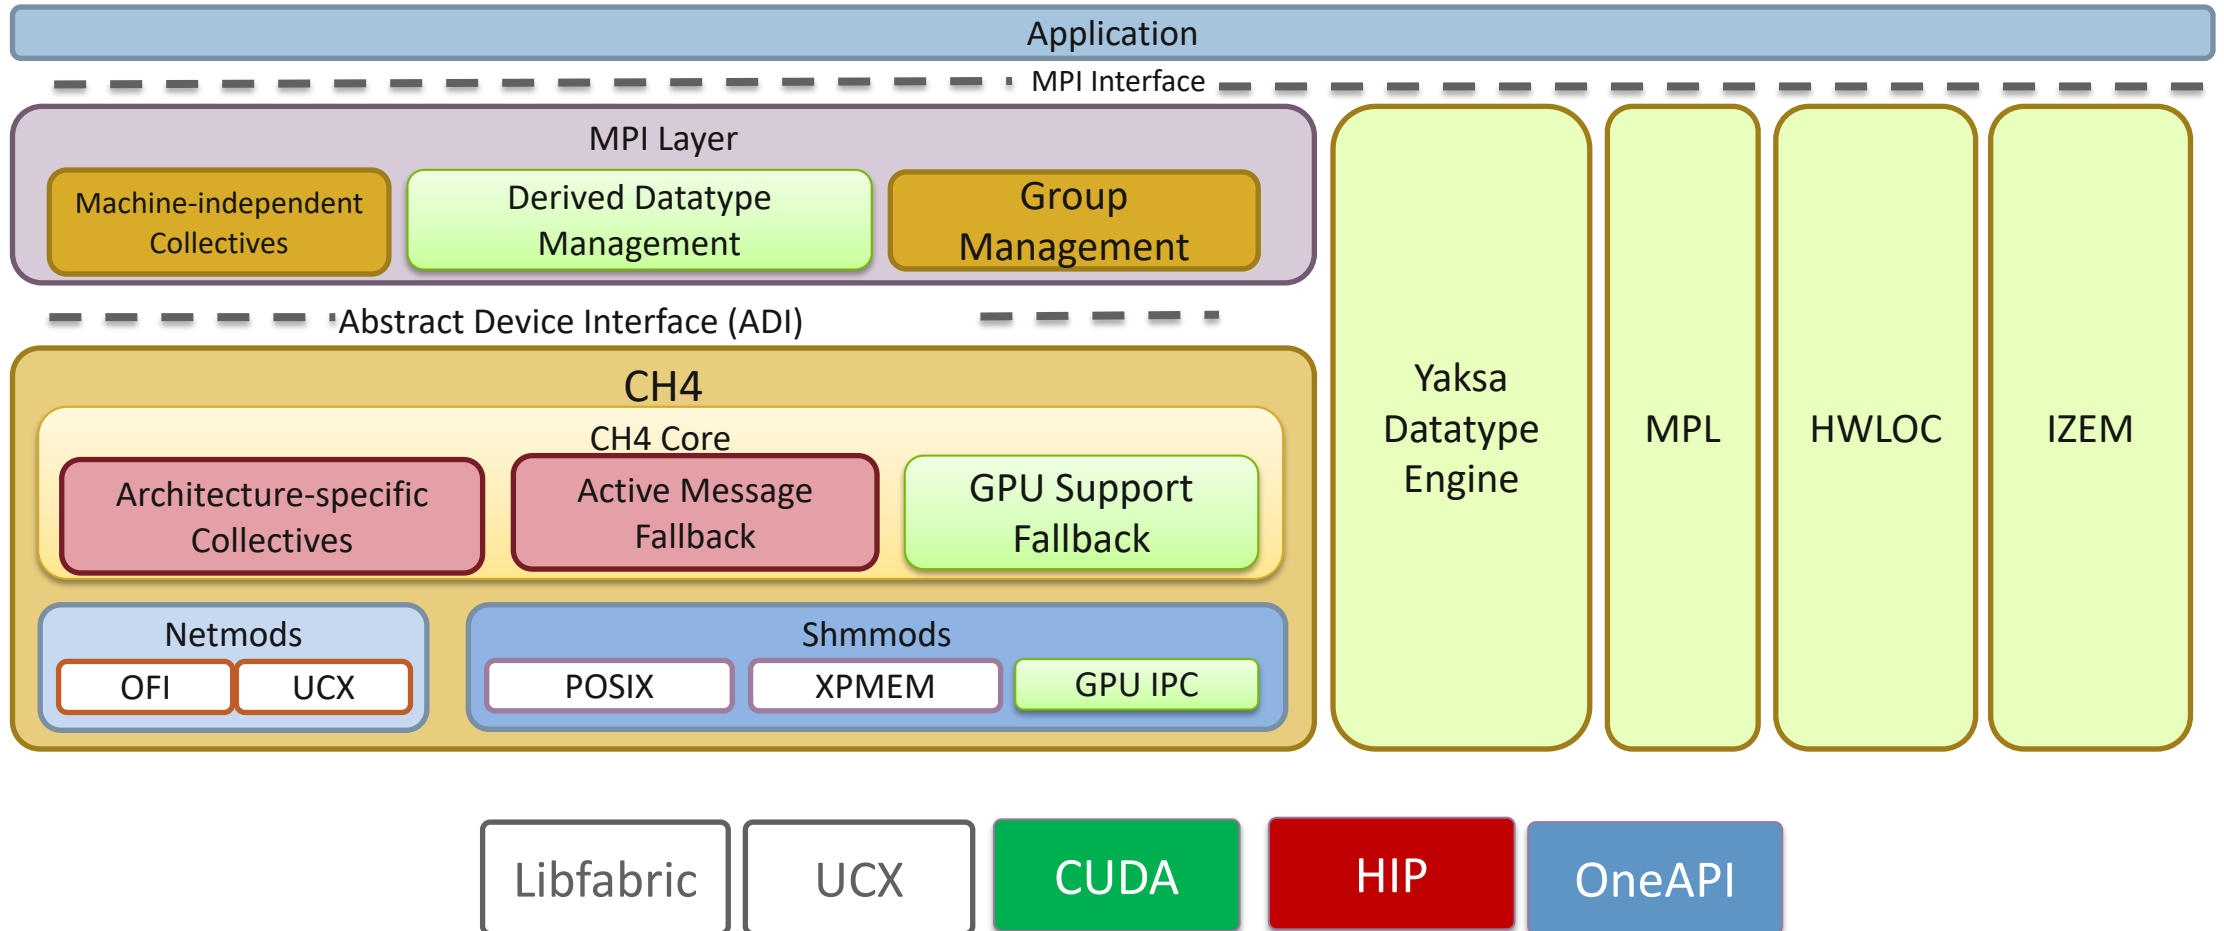 Application
MPI Interface
MPI Layer
Machine-independent
Collectives
Derived Datatype
Management
Group
Management
Abstract Device Interface (ADI)
CH4
CH4 Core
Architecture-specific
Collectives
Active Message
Fallback
GPU Support
Fallback
Netmods
OFI
UCX
Shmmods
POSIX
XPMEM
GPU IPC
Yaksa
Datatype
Engine
MPL
HWLOC
IZEM
Libfabric
UCX
CUDA
HIP
OneAPI